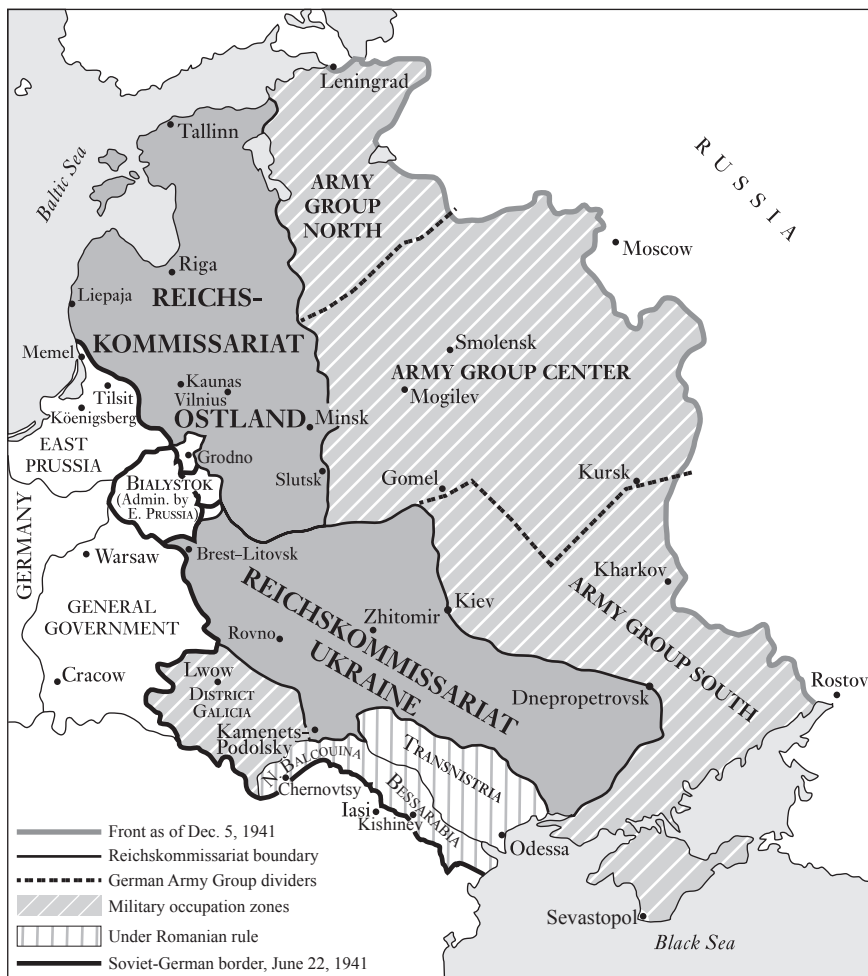 Leningrad
Tallinn
Baltic Sea
RUSSIA
ARMY
GROUP
NORTH
Moscow
Riga
REICHS-
Liepaja
KOMMISSARIAT
Smolensk
Memel
ARMY GROUP CENTER
Kaunas
Mogilev
Tilsit
Vilnius
Köenigsberg
OSTLAND
Minsk
EAST
PRUSSIA
Grodno
Slutsk
Gomel
Kursk
BIALYSTOK
(Admin. by
E. PRUSSIA)
GERMANY
Warsaw
Brest–Litovsk
Kharkov
GENERAL
GOVERNMENT
REICHSKOMMISSARIAT
UKRAINE
Zhitomir
Kiev
ARMY GROUP SOUTH
Rovno
Cracow
Lwow
DISTRICT
GALICIA
Dnepropetrovsk
Rostov
Kamenets-
Podolsky
N. BALCOUINA
TRANSNISTRIA
Chernovtsy
BESSARABIA
Iasi
Kishinev
Odessa
Front as of Dec. 5, 1941
Reichskommissariat boundary
German Army Group dividers
Military occupation zones
Under Romanian rule
Soviet-German border, June 22, 1941
Sevastopol
Black Sea